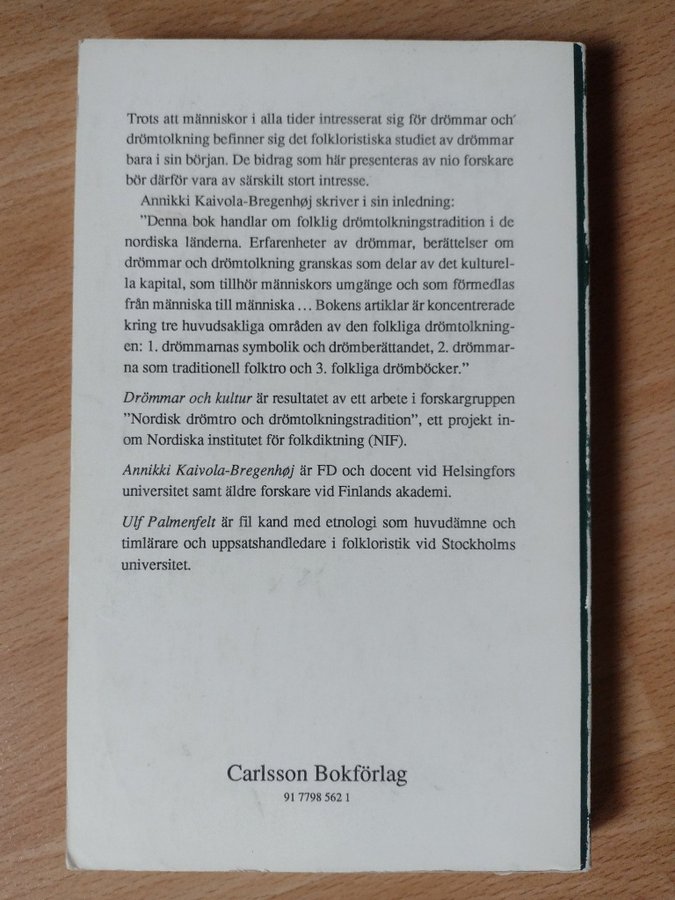 Trots att människor i alla tider intresserat sig för drömmar och
drömtolkning befinner sig det folkloristiska studiet av drömmar
bara i sin början. De bidrag som här presenteras av nio forskare
bör därför vara av särskilt stort intresse.
Annikki Kaivola-Bregenhøj skriver i sin inledning:
”Denna bok handlar om folklig drömtolkningstradition i de
nordiska länderna. Erfarenheter av drömmar, berättelser om
drömmar och drömtolkning granskas som delar av det kulturel-
la kapital, som tillhör människors umgänge och som förmedlas
från människa till människa ... Bokens artiklar är koncentrerade
kring tre huvudsakliga områden av den folkliga drömtolkning-
en: 1. drömmarnas symbolik och drömberättandet, 2. drömmar-
na som traditionell folktro och 3. folkliga drömböcker.”
Drömmar och kultur är resultatet av ett arbete i forskargruppen
”Nordisk drömtro och drömtolkningstradition”, ett projekt in-
om Nordiska institutet för folkdiktning (NIF).
Annikki Kaivola-Bregenhøj är FD och docent vid Helsingfors
universitet samt äldre forskare vid Finlands akademi.
Ulf Palmenfelt är fil kand med etnologi som huvudämne och
timlärare och uppsatshandledare i folkloristik vid Stockholms
universitet.
Carlsson Bokförlag
91 7798 562 1